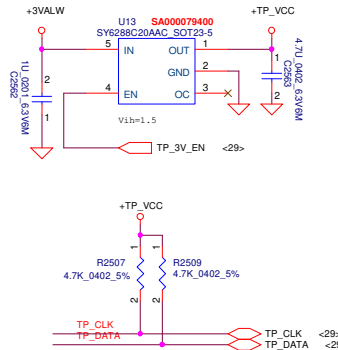 +3VALW
U13 SA000079400
SY6288C20AAC_SOT23-5
+TP_VCC
5 IN OUT 1
GND 2
4 EN OC 3
1U_0201_6.3V6M
C2562
2
1
4.7U_0402_6.3V6M
C2563
1
2
Vih=1.5
TP_3V_EN <29>
+TP_VCC
1 1
R2507 R2509
4.7K_0402_5% 4.7K_0402_5%
2 2
TP_CLK TP_CLK <29>
TP_DATA TP_DATA <29